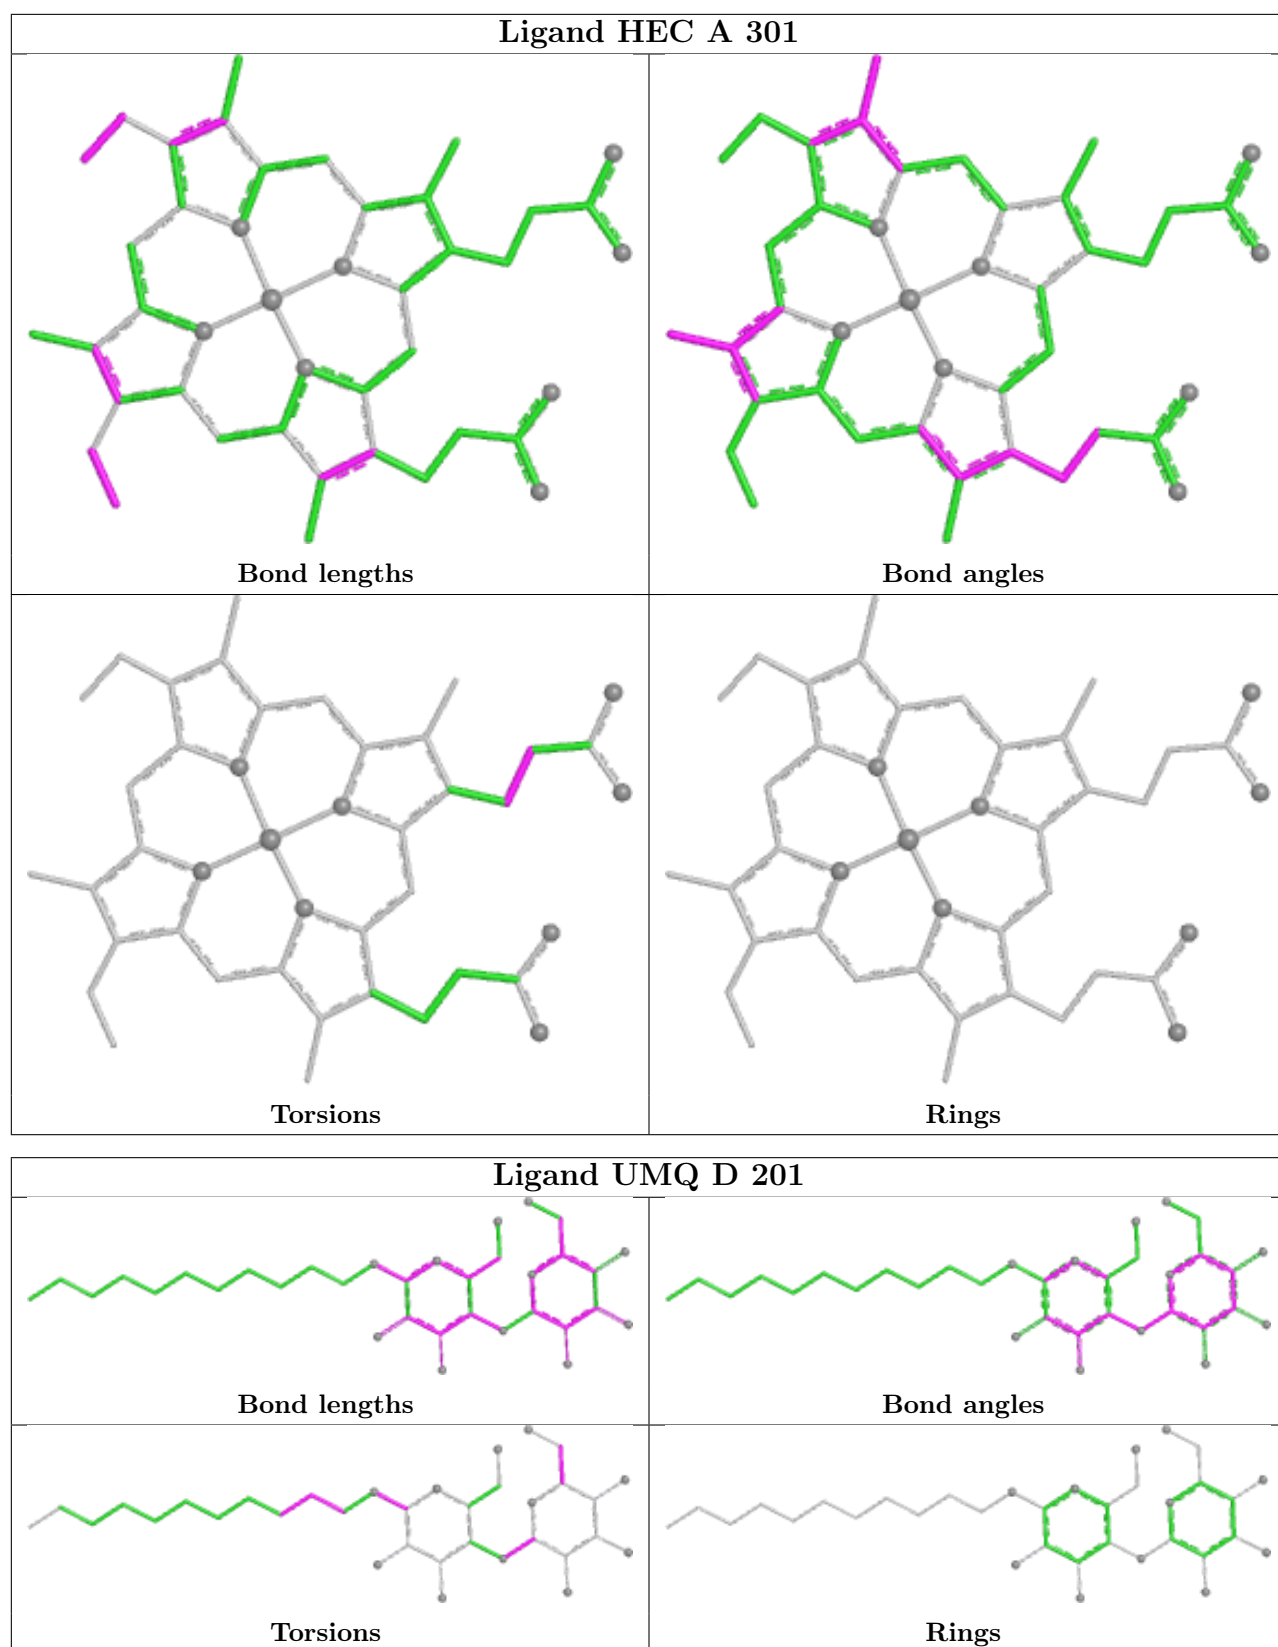 Ligand HEC A 301
Bond lengths
Bond angles
Torsions
Rings
Ligand UMQ D 201
Bond lengths
Bond angles
Torsions
Rings